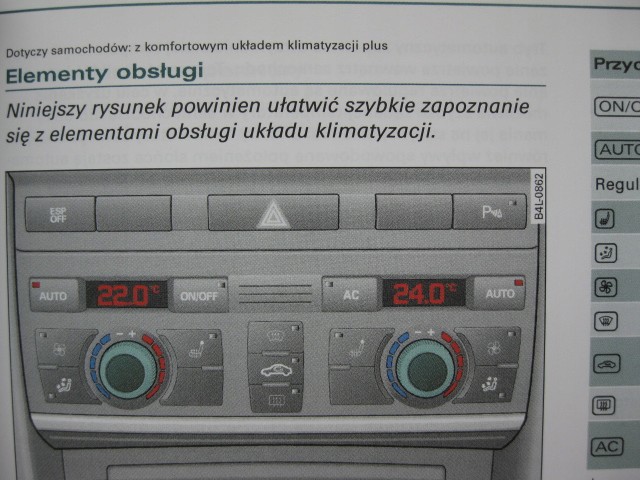 Dotyczy samochodów: z komfortowym układem klimatyzacji plus
Elementy obsługi
Niniejszy rysunek powinien ułatwić szybkie zapoznanie
się z elementami obsługi układu klimatyzacji.
B4L-0862
ESP
OFF
P
AUTO
22.0°C
ON/OFF
AC
24.0°C
AUTO
- +
- +
Przyc
ON/O
AUTO
Regul
AC